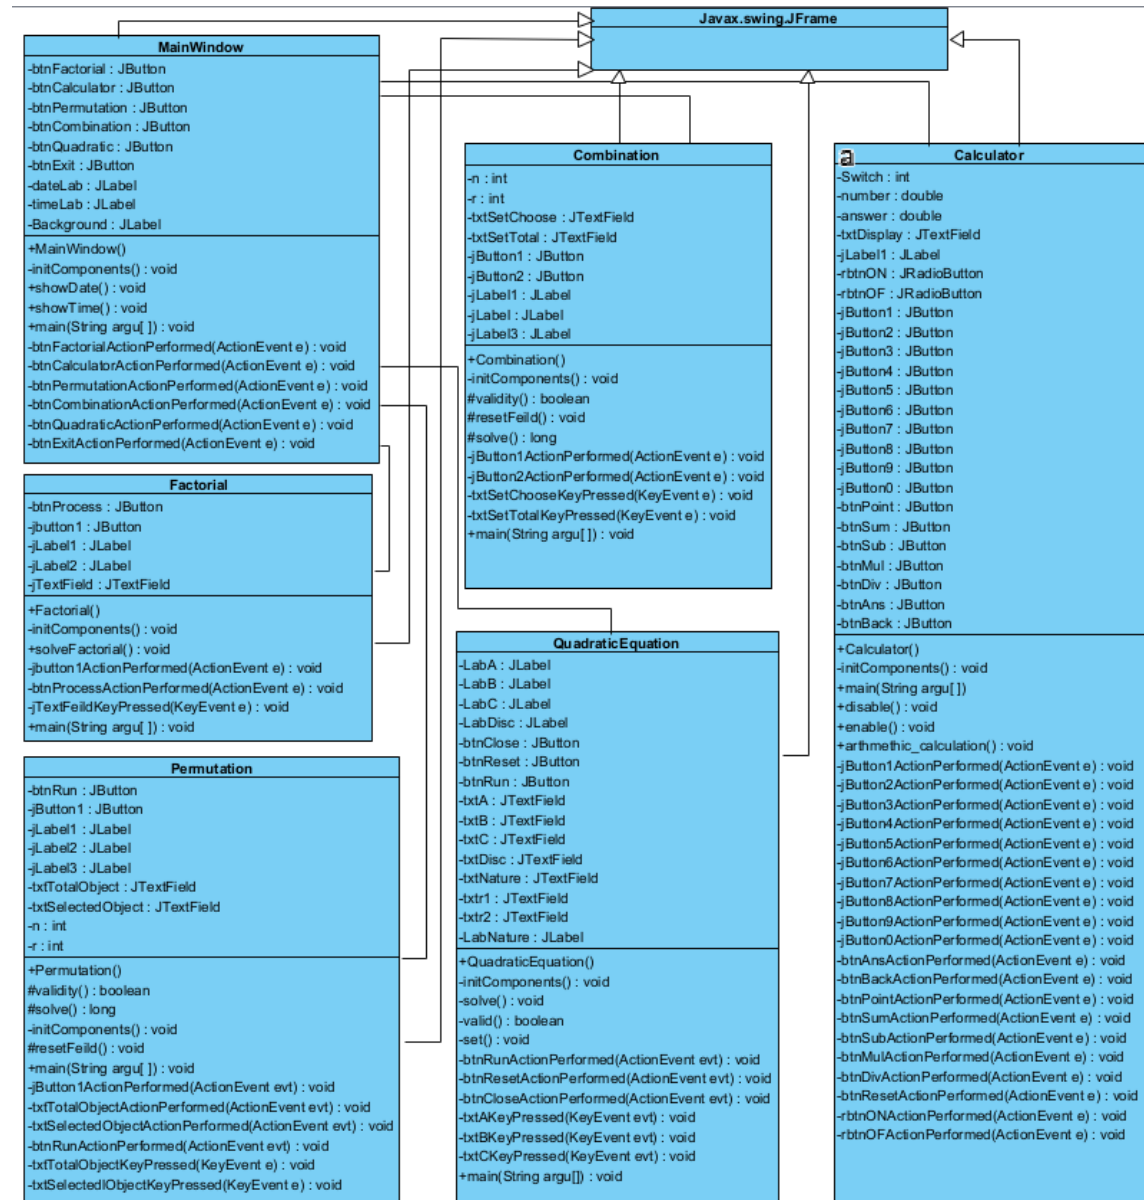 Javax.swing.JFrame
MainWindow
-btnFactorial : JButton
-btnCalculator : JButton
-btnPermutation : JButton
-btnCombination : JButton
-btnQuadratic : JButton
-btnExit : JButton
-dateLab : JLabel
-timeLab : JLabel
-Background : JLabel
+MainWindow()
-initComponents() : void
+showDate() : void
+showTime() : void
+main(String argu[ ]) : void
-btnFactorialActionPerformed(ActionEvent e) : void
-btnCalculatorActionPerformed(ActionEvent e) : void
-btnPermutationActionPerformed(ActionEvent e) : void
-btnCombinationActionPerformed(ActionEvent e) : void
-btnQuadraticActionPerformed(ActionEvent e) : void
-btnExitActionPerformed(ActionEvent e) : void
Factorial
-btnProcess : JButton
-jbutton1 : JButton
-jLabel1 : JLabel
-jLabel2 : JLabel
-jTextField : JTextField
+Factorial()
-initComponents() : void
+solveFactorial() : void
-jbutton1ActionPerformed(ActionEvent e) : void
-btnProcessActionPerformed(ActionEvent e) : void
-jTextFeildKeyPressed(KeyEvent e) : void
+main(String argu[ ]) : void
Permutation
-btnRun : JButton
-jButton1 : JButton
-jLabel1 : JLabel
-jLabel2 : JLabel
-jLabel3 : JLabel
-txtTotalObject : JTextField
-txtSelectedObject : JTextField
-n : int
-r : int
+Permutation()
#validity() : boolean
#solve() : long
-initComponents() : void
#resetFeild() : void
+main(String argu[ ]) : void
-jButton1ActionPerformed(ActionEvent evt) : void
-txtTotalObjectActionPerformed(ActionEvent evt) : void
-txtSelectedObjectActionPerformed(ActionEvent evt) : void
-btnRunActionPerformed(ActionEvent evt) : void
-txtTotalObjectKeyPressed(KeyEvent e) : void
-txtSelectedlObjectKeyPressed(KeyEvent e) : void
Combination
-n : int
-r : int
-txtSetChoose : JTextField
-txtSetTotal : JTextField
-jButton1 : JButton
-jButton2 : JButton
-jLabel1 : JLabel
-jLabel : JLabel
-jLabel3 : JLabel
+Combination()
-initComponents() : void
#validity() : boolean
#resetFeild() : void
#solve() : long
-jButton1ActionPerformed(ActionEvent e) : void
-jButton2ActionPerformed(ActionEvent e) : void
-txtSetChooseKeyPressed(KeyEvent e) : void
-txtSetTotalKeyPressed(KeyEvent e) : void
+main(String argu[ ]) : void
QuadraticEquation
-LabA : JLabel
-LabB : JLabel
-LabC : JLabel
-LabDisc : JLabel
-btnClose : JButton
-btnReset : JButton
-btnRun : JButton
-txtA : JTextField
-txtB : JTextField
-txtC : JTextField
-txtDisc : JTextField
-txtNature : JTextField
-txtr1 : JTextField
-txtr2 : JTextField
-LabNature : JLabel
+QuadraticEquation()
-initComponents() : void
-solve() : void
-valid() : boolean
-set() : void
-btnRunActionPerformed(ActionEvent evt) : void
-btnResetActionPerformed(ActionEvent evt) : void
-btnCloseActionPerformed(ActionEvent evt) : void
-txtAKeyPressed(KeyEvent evt) : void
-txtBKeyPressed(KeyEvent evt) : void
-txtCKeyPressed(KeyEvent evt) : void
+main(String argu[]) : void
a
Calculator
-Switch : int
-number : double
-answer : double
-txtDisplay : JTextField
-jLabel1 : JLabel
-rbtnON : JRadioButton
-rbtnOF : JRadioButton
-jButton1 : JButton
-jButton2 : JButton
-jButton3 : JButton
-jButton4 : JButton
-jButton5 : JButton
-jButton6 : JButton
-jButton7 : JButton
-jButton8 : JButton
-jButton9 : JButton
-jButton0 : JButton
-btnPoint : JButton
-btnSum : JButton
-btnSub : JButton
-btnMul : JButton
-btnDiv : JButton
-btnAns : JButton
-btnBack : JButton
+Calculator()
-initComponents() : void
+main(String argu[ ])
+disable() : void
+enable() : void
+arthmethic_calculation() : void
-jButton1ActionPerformed(ActionEvent e) : void
-jButton2ActionPerformed(ActionEvent e) : void
-jButton3ActionPerformed(ActionEvent e) : void
-jButton4ActionPerformed(ActionEvent e) : void
-jButton5ActionPerformed(ActionEvent e) : void
-jButton6ActionPerformed(ActionEvent e) : void
-jButton7ActionPerformed(ActionEvent e) : void
-jButton8ActionPerformed(ActionEvent e) : void
-jButton9ActionPerformed(ActionEvent e) : void
-jButton0ActionPerformed(ActionEvent e) : void
-btnAnsActionPerformed(ActionEvent e) : void
-btnBackActionPerformed(ActionEvent e) : void
-btnPointActionPerformed(ActionEvent e) : void
-btnSumActionPerformed(ActionEvent e) : void
-btnSubActionPerformed(ActionEvent e) : void
-btnMulActionPerformed(ActionEvent e) : void
-btnDivActionPerformed(ActionEvent e) : void
-btnResetActionPerformed(ActionEvent e) : void
-rbtnONActionPerformed(ActionEvent e) : void
-rbtnOFActionPerformed(ActionEvent e) : void